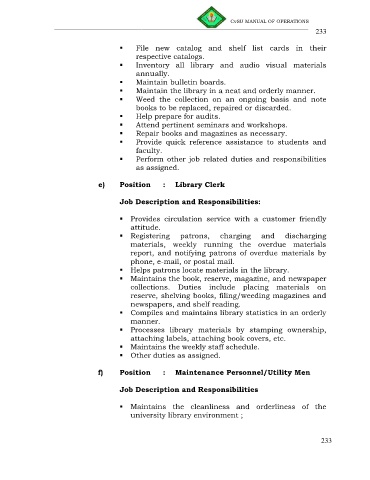 CvSU MANUAL OF OPERATIONS
233
▪ File new catalog and shelf list cards in their
respective catalogs.
▪ Inventory all library and audio visual materials
annually.
▪ Maintain bulletin boards.
▪ Maintain the library in a neat and orderly manner.
▪ Weed the collection on an ongoing basis and note
books to be replaced, repaired or discarded.
▪ Help prepare for audits.
▪ Attend pertinent seminars and workshops.
▪ Repair books and magazines as necessary.
▪ Provide quick reference assistance to students and
faculty.
▪ Perform other job related duties and responsibilities
as assigned.
e) Position : Library Clerk
Job Description and Responsibilities:
▪ Provides circulation service with a customer friendly
attitude.
▪ Registering patrons, charging and discharging
materials, weekly running the overdue materials
report, and notifying patrons of overdue materials by
phone, e-mail, or postal mail.
▪ Helps patrons locate materials in the library.
▪ Maintains the book, reserve, magazine, and newspaper
collections. Duties include placing materials on
reserve, shelving books, filing/weeding magazines and
newspapers, and shelf reading.
▪ Compiles and maintains library statistics in an orderly
manner.
▪ Processes library materials by stamping ownership,
attaching labels, attaching book covers, etc.
▪ Maintains the weekly staff schedule.
▪ Other duties as assigned.
f) Position : Maintenance Personnel/Utility Men
Job Description and Responsibilities
▪ Maintains the cleanliness and orderliness of the
university library environment ;
233